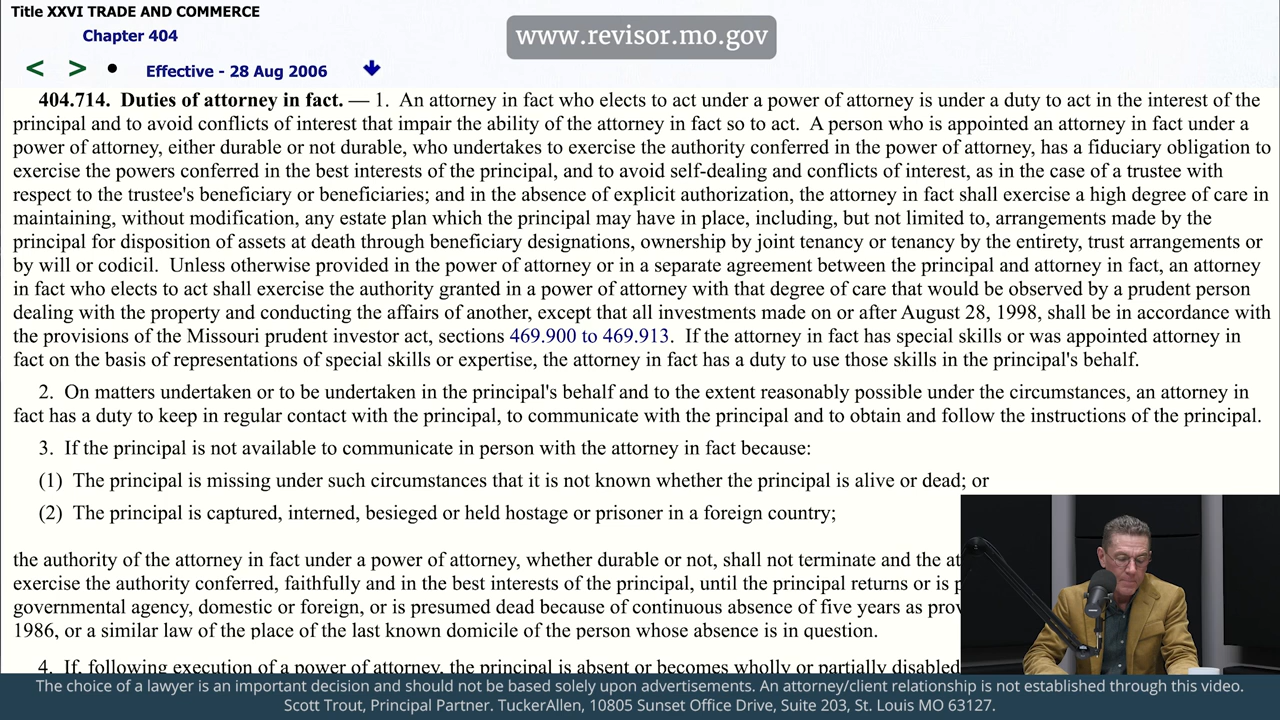 Title XXVI TRADE AND COMMERCE
www.revisor.mo.gov
Chapter 404
< > • Effective - 28 Aug 2006
404.714. Duties of attorney in fact. — 1. An attorney in fact who elects to act under a power of attorney is under a duty to act in the interest of the
principal and to avoid conflicts of interest that impair the ability of the attorney in fact so to act. A person who is appointed an attorney in fact under a
power of attorney, either durable or not durable, who undertakes to exercise the authority conferred in the power of attorney, has a fiduciary obligation to
exercise the powers conferred in the best interests of the principal, and to avoid self-dealing and conflicts of interest, as in the case of a trustee with
respect to the trustee's beneficiary or beneficiaries; and in the absence of explicit authorization, the attorney in fact shall exercise a high degree of care in
maintaining, without modification, any estate plan which the principal may have in place, including, but not limited to, arrangements made by the
principal for disposition of assets at death through beneficiary designations, ownership by joint tenancy or tenancy by the entirety, trust arrangements or
by will or codicil. Unless otherwise provided in the power of attorney or in a separate agreement between the principal and attorney in fact, an attorney
in fact who elects to act shall exercise the authority granted in a power of attorney with that degree of care that would be observed by a prudent person
dealing with the property and conducting the affairs of another, except that all investments made on or after August 28, 1998, shall be in accordance with
the provisions of the Missouri prudent investor act, sections 469.900 to 469.913. If the attorney in fact has special skills or was appointed attorney in
fact on the basis of representations of special skills or expertise, the attorney in fact has a duty to use those skills in the principal's behalf.
2. On matters undertaken or to be undertaken in the principal's behalf and to the extent reasonably possible under the circumstances, an attorney in
fact has a duty to keep in regular contact with the principal, to communicate with the principal and to obtain and follow the instructions of the principal.
3. If the principal is not available to communicate in person with the attorney in fact because:
(1) The principal is missing under such circumstances that it is not known whether the principal is alive or dead; or
(2) The principal is captured, interned, besieged or held hostage or prisoner in a foreign country;
the authority of the attorney in fact under a power of attorney, whether durable or not, shall not terminate and the
exercise the authority conferred, faithfully and in the best interests of the principal, until the principal returns or is
governmental agency, domestic or foreign, or is presumed dead because of continuous absence of five years as
1986, or a similar law of the place of the last known domicile of the person whose absence is in question.
4. If, following execution of a power of attorney, the principal is absent or becomes wholly or partially disabled
The choice of a lawyer is an important decision and should not be based solely upon advertisements. An attorney/client relationship is not established through this video.
Scott Trout, Principal Partner. TuckerAllen, 10805 Sunset Office Drive, Suite 203, St. Louis MO 63127.